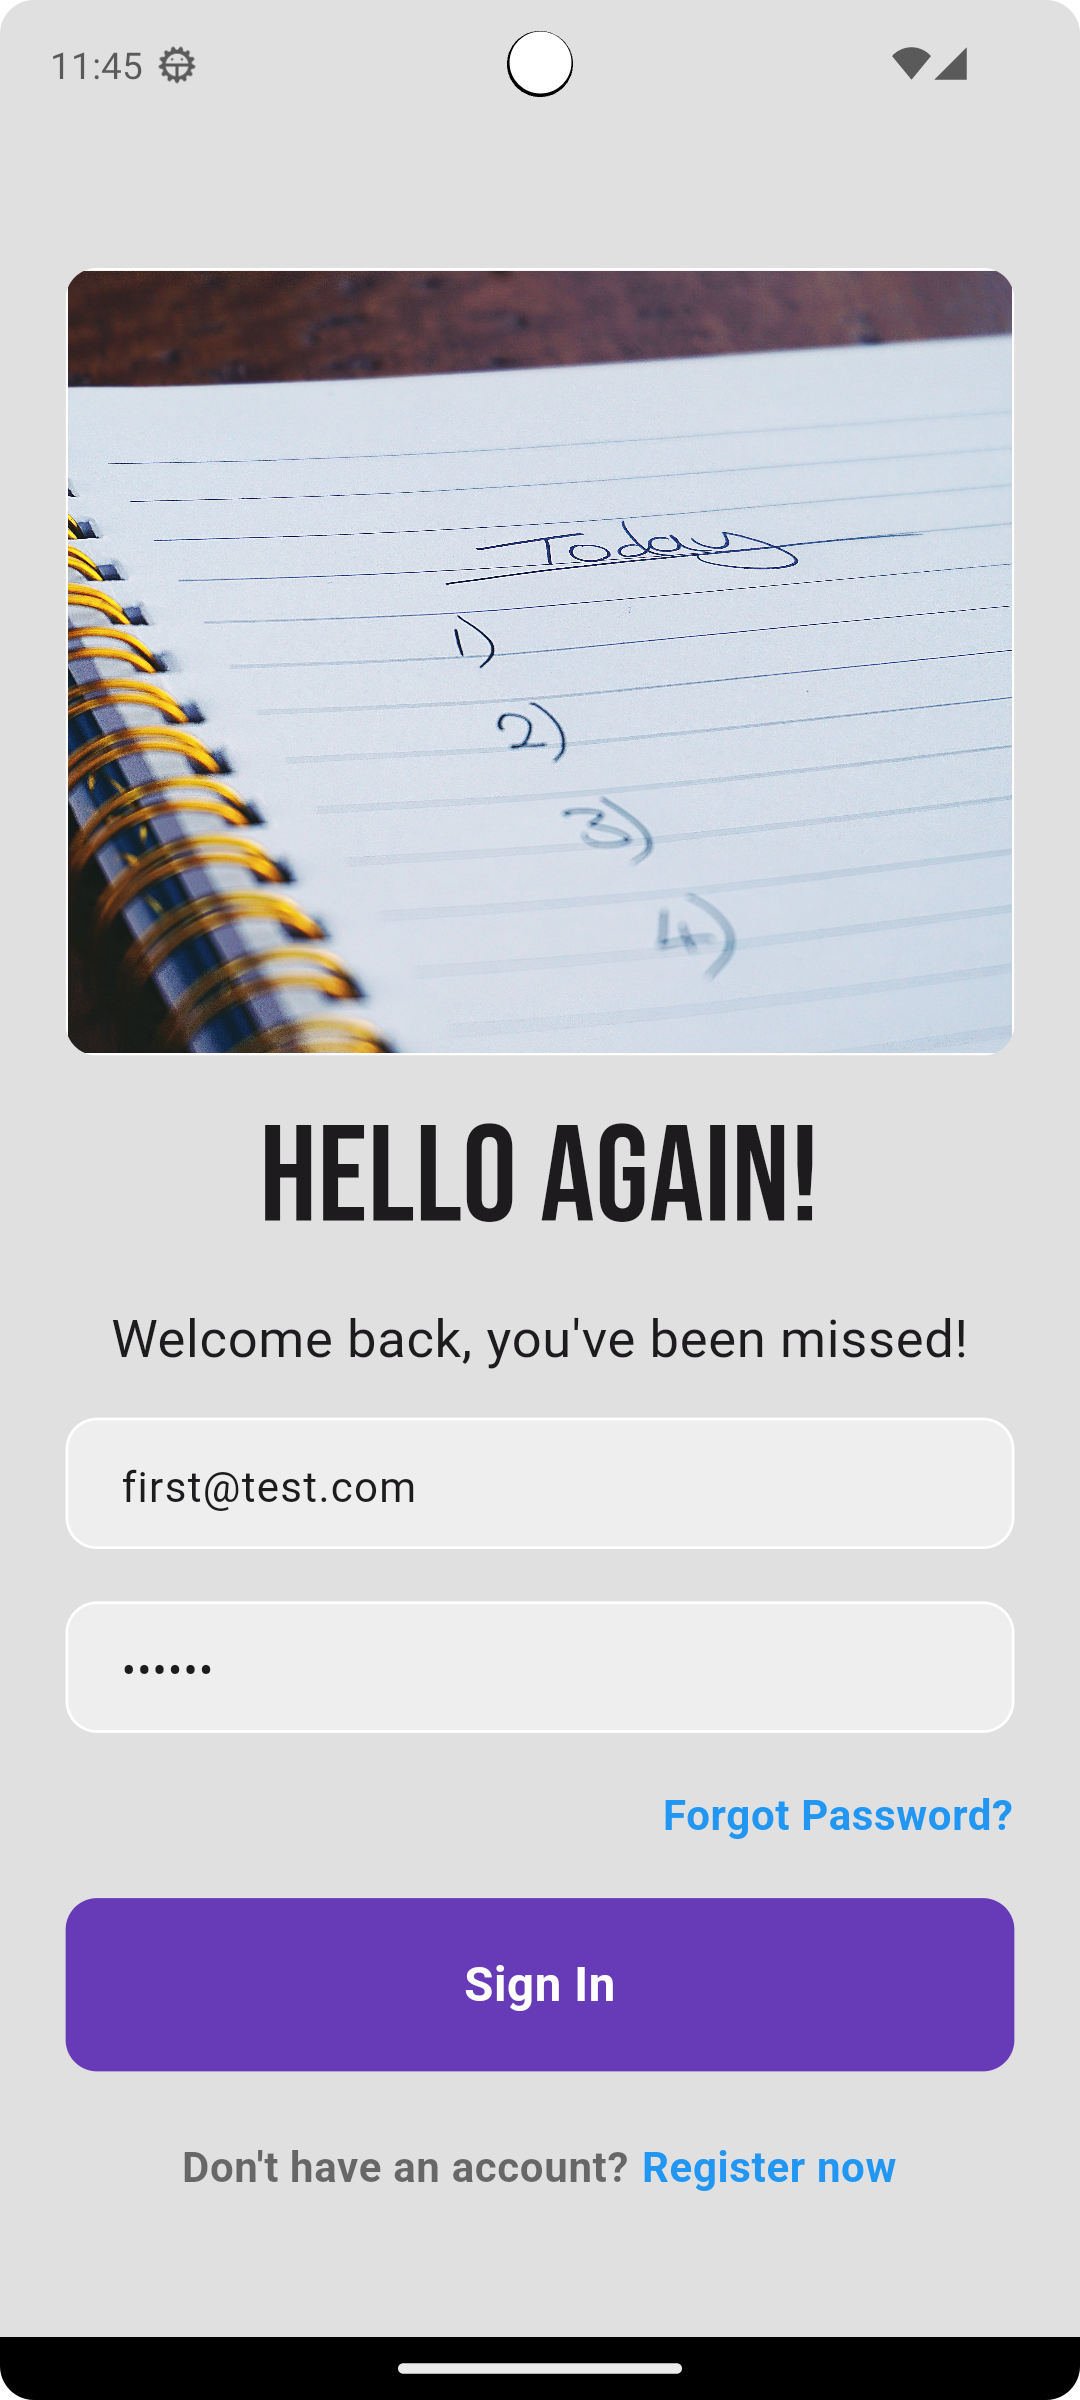 11:45
Today
1)
2)
3)
4)
HELLO AGAIN!
Welcome back, you've been missed!
first@test.com
••••••
Forgot Password?
Sign In
Don't have an account? Register now